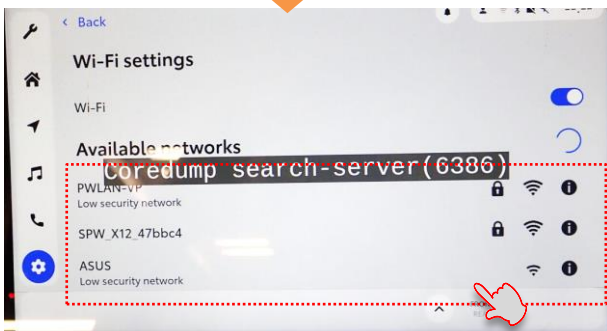 Back
Wi-Fi settings
Wi-Fi
Available networks
Coredump search-server(6386)
PWLAN-VP
Low security network
SPW_X12_47bbc4
ASUS
Low security network